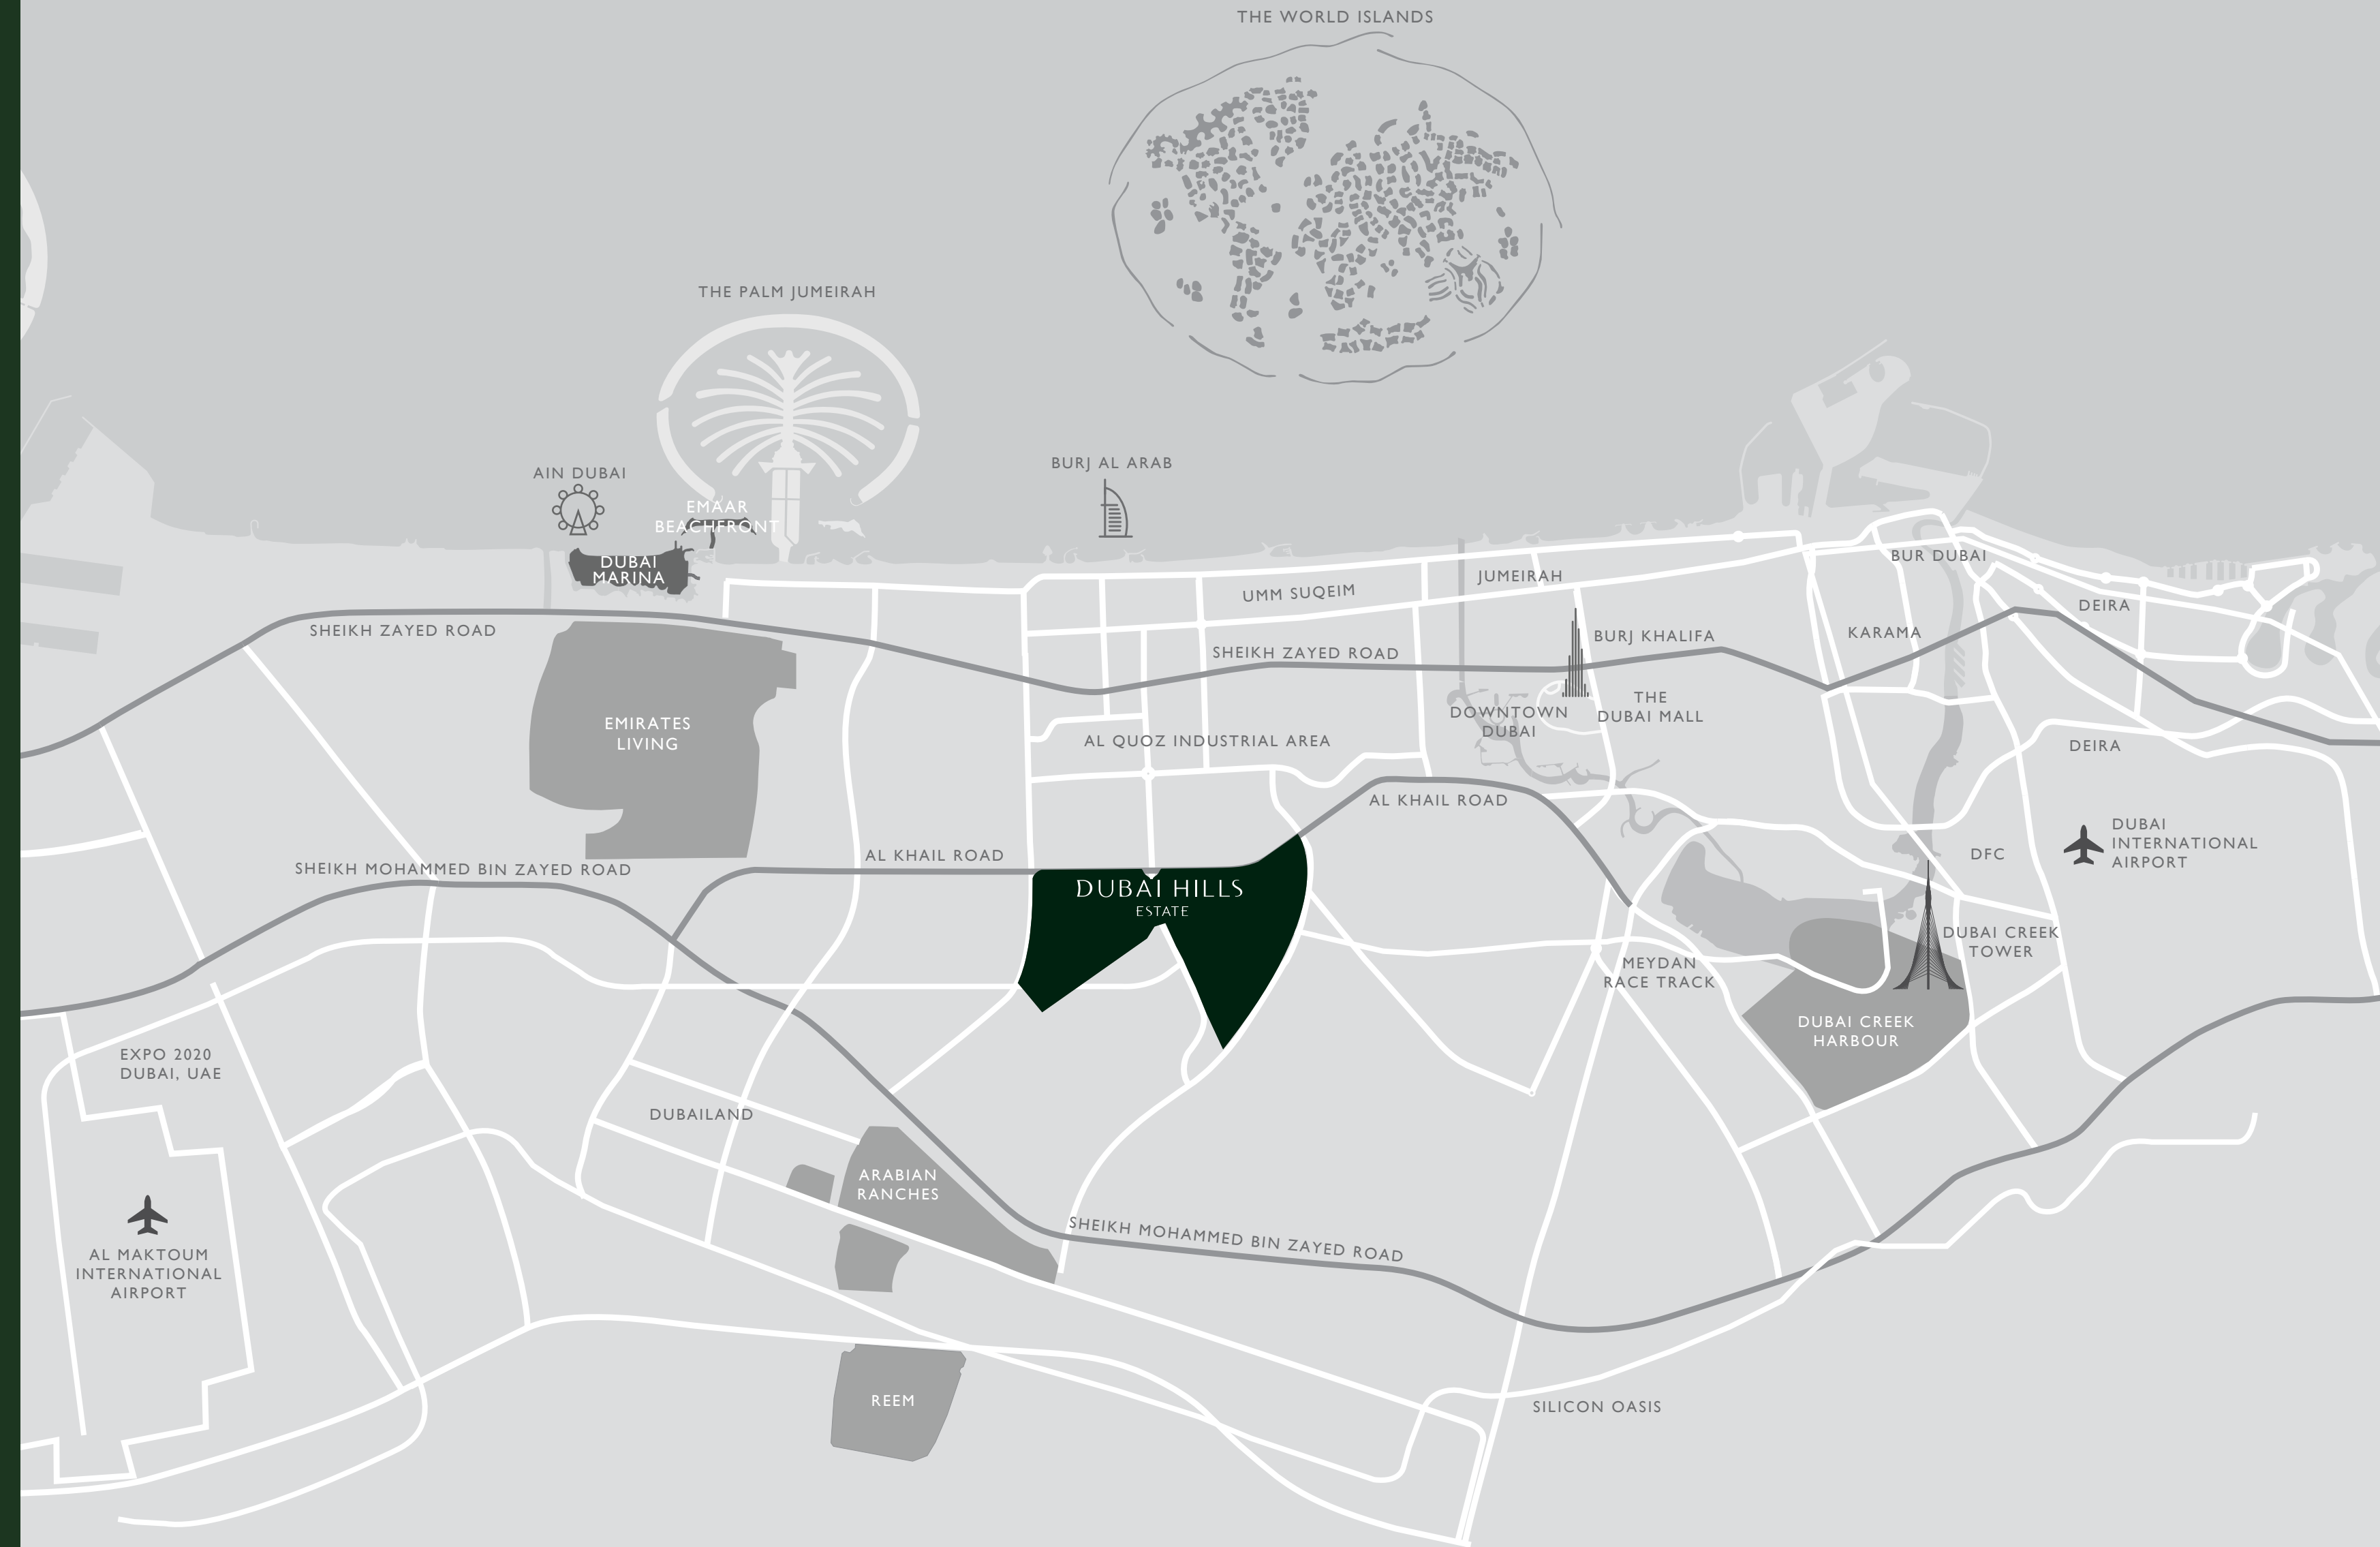 THE WORLD ISLANDS
THE PALM JUMEIRAH
BURJ AL ARAB
AIN DUBAI
EMAAR
BEACHFRONT
DUBAI
MARINA
BUR DUBAI
JUMEIRAH
UMM SUQEIM
DEIRA
SHEIKH ZAYED ROAD
KARAMA
BURJ KHALIFA
SHEIKH ZAYED ROAD
THE
DUBAI MALL
DOWNTOWN
DUBAI
EMIRATES
LIVING
AL QUOZ INDUSTRIAL AREA
DEIRA
AL KHAIL ROAD
DUBAI
INTERNATIONAL
AIRPORT
DFC
AL KHAIL ROAD
SHEIKH MOHAMMED BIN ZAYED ROAD
DUBAI HILLS
ESTATE
DUBAI CREEK
TOWER
MEYDAN
RACE TRACK
DUBAI CREEK
HARBOUR
EXPO 2020
DUBAI, UAE
DUBAILAND
ARABIAN
RANCHES
SHEIKH MOHAMMED BIN ZAYED ROAD
AL MAKTOUM
INTERNATIONAL
AIRPORT
REEM
SILICON OASIS